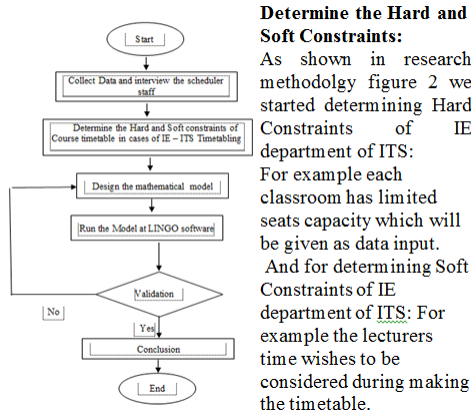 Start
Collect Data and interview the scheduler
staff
Determine the Hard and Soft constraints of
Course timetable in cases of IE – ITS Timetabling
Design the mathematical model
Run the Model at LINGO software
Validation
No
Yes
Conclusion
End
Determine the Hard and
Soft Constraints:
As shown in research
methodolgy figure 2 we
started determining Hard
Constraints of IE
department of ITS:
For example each
classroom has limited
seats capacity which will
be given as data input.
And for determining Soft
Constraints of IE
department of ITS: For
example the lecturers
time wishes to be
considered during making
the timetable.